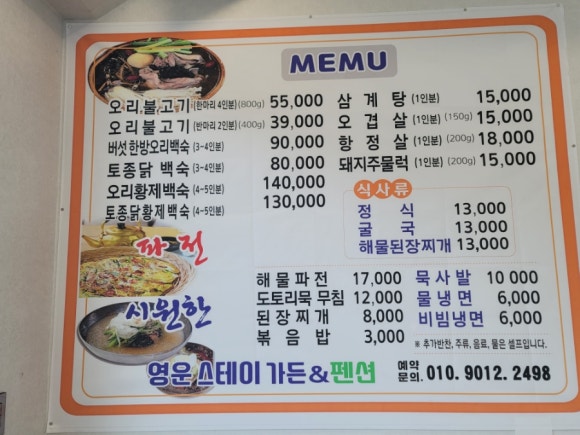 MEMU
오리불고기 (한마리 4인분) (800g) 55,000
오리불고기 (반마리 2인분) (400g) 39,000
버섯한방오리백숙 (3~4인분) 90,000
토종닭 백숙 (3~4인분) 80,000
오리황제백숙 (4~5인분) 140,000
토종닭황제백숙 (4~5인분) 130,000
삼계탕 (1인분) 15,000
오겹살 (1인분) (150g) 15,000
항정살 (1인분) (200g) 18,000
돼지주물럭 (1인분) (200g) 15,000
식사류
정식 13,000
굴국 13,000
해물된장찌개 13,000
파전
시원한
해물파전 17,000
도토리묵 무침 12,000
된장찌개 8,000
볶음밥 3,000
묵사발 10 000
물냉면 6,000
비빔냉면 6,000
※ 추가반찬, 주류, 음료, 물은 셀프입니다.
영운 스테이 가든&펜션
예약
문의. 010. 9012. 2498